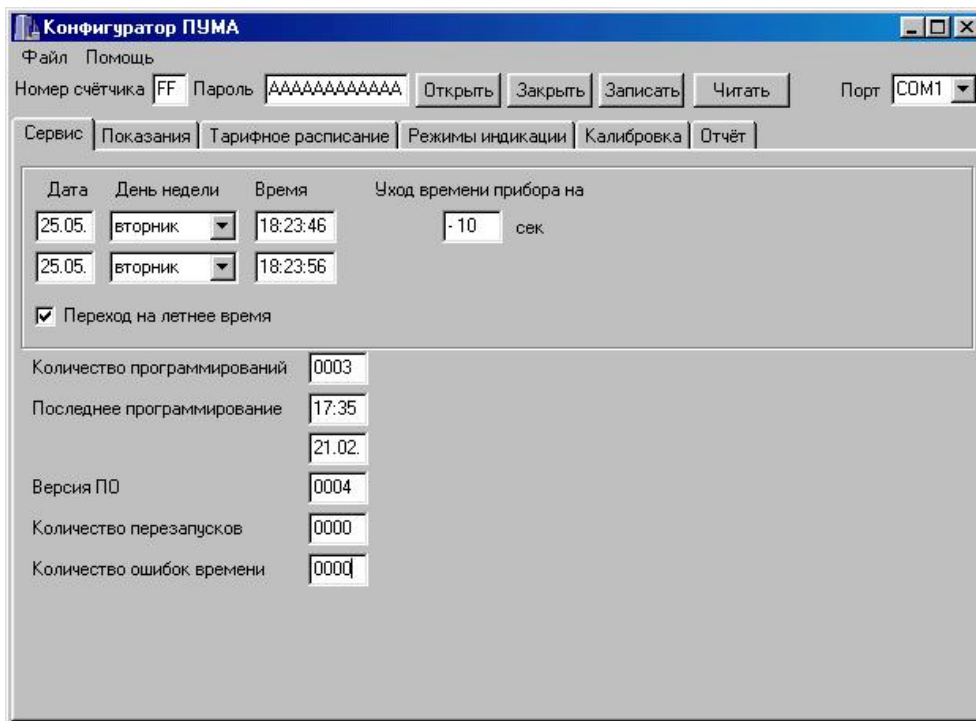 Конфигуратор ПУМА
Файл Помощь
Номер счётчика FF Пароль AAAAAAAAAAAA Открыть Закрыть Записать Читать Порт COM1
Сервис Показания Тарифное расписание Режимы индикации Калибровка Отчёт
Дата День недели Время Уход времени прибора на
25.05. вторник 18:23:46 - 10 сек
25.05. вторник 18:23:56
Переход на летнее время
Количество программирований 0003
Последнее программирование 17:35
21.02.
Версия ПО 0004
Количество перезапусков 0000
Количество ошибок времени 0000